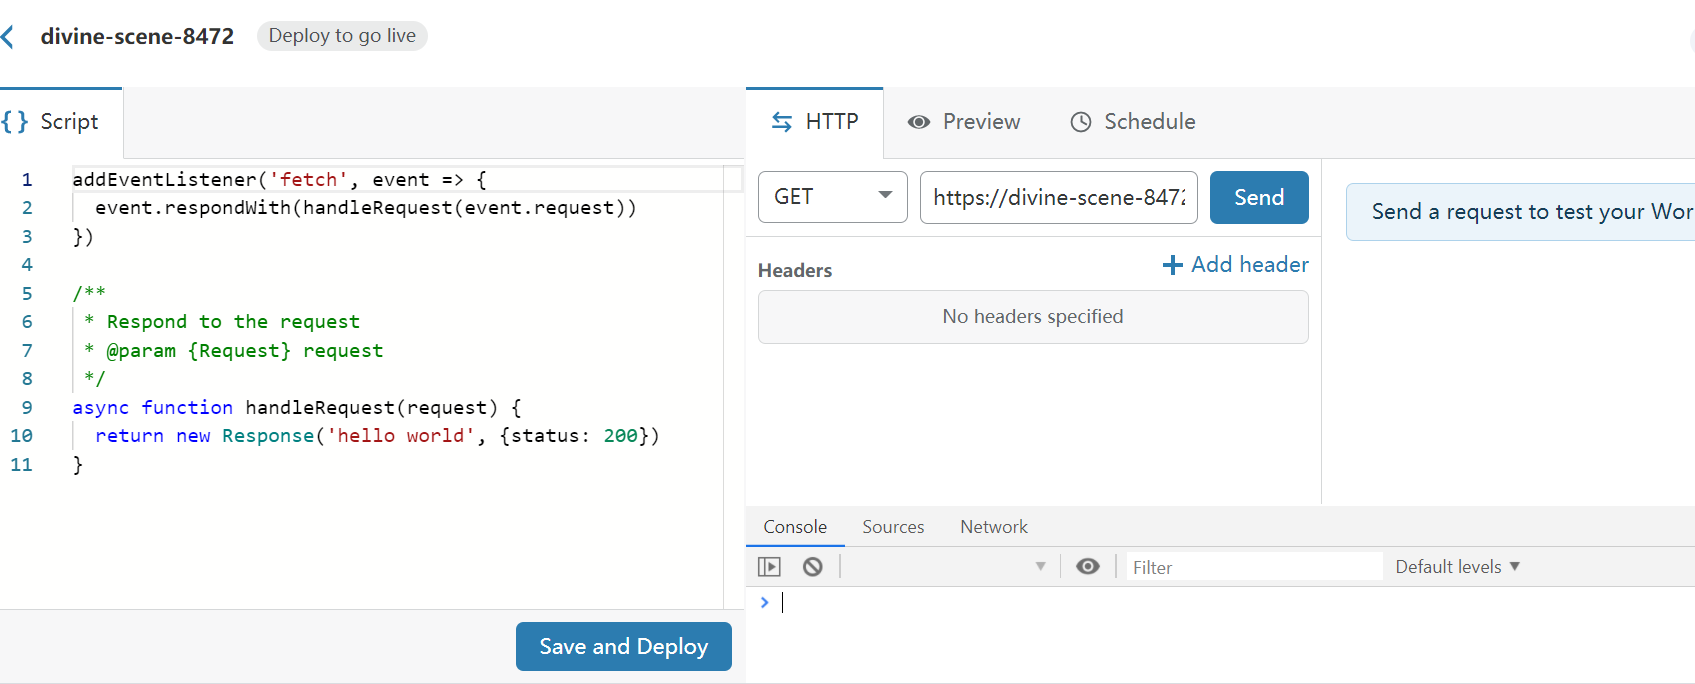 divine-scene-8472 Deploy to go live
{} Script
HTTP Preview Schedule
1 addEventListener('fetch', event => {
2 event.respondWith(handleRequest(event.request))
3 })
4
5 /**
6 * Respond to the request
7 * @param {Request} request
8 */
9 async function handleRequest(request) {
10 return new Response('hello world', {status: 200})
11 }
Save and Deploy
GET https://divine-scene-8472 Send
Headers + Add header
No headers specified
Send a request to test your Wor
Console Sources Network
Filter Default levels ▼
>